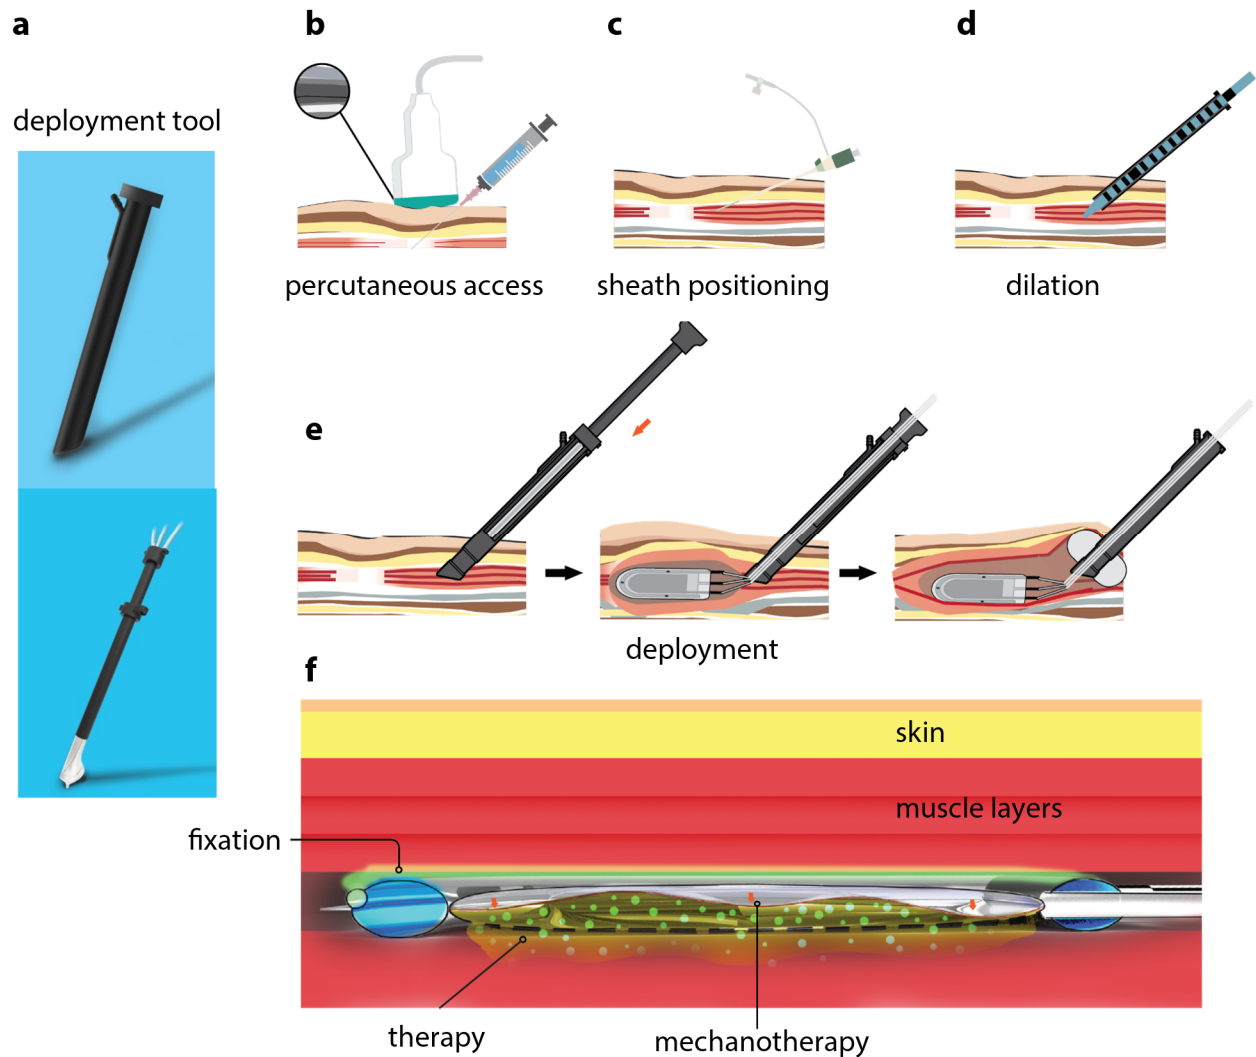 a
deployment tool
b
percutaneous access
c
sheath positioning
d
dilation
e
deployment
f
skin
muscle layers
fixation
therapy
mechanotherapy